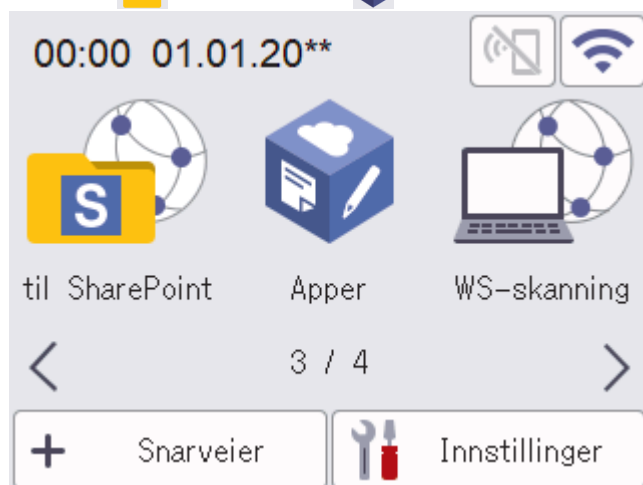 00:00 01.01.20**
S
til SharePoint Apper WS-skanning
3 / 4
Snarveier Innstillinger